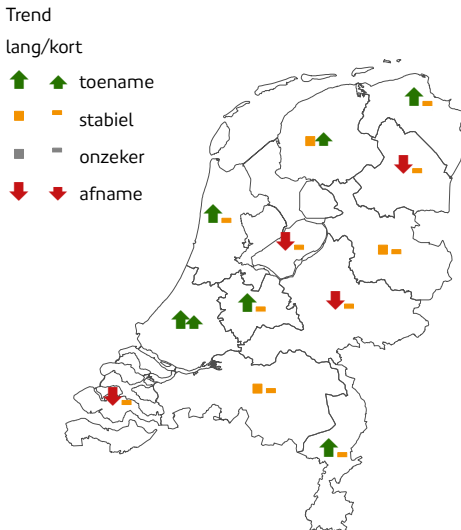 Trend
lang/kort
toename
stabiel
onzeker
afname